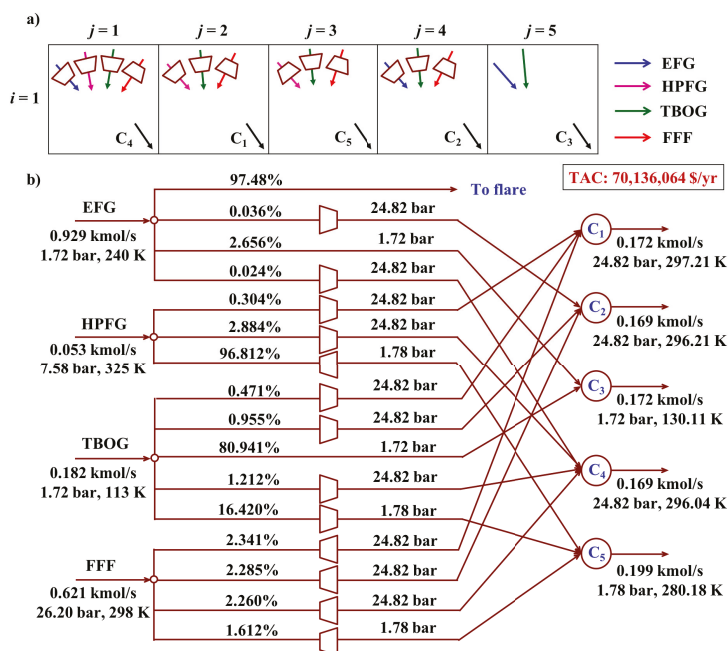 a)
j = 1
j = 2
j = 3
j = 4
j = 5
i = 1
C4
C1
C5
C2
C3
EFG
HPFG
TBOG
FFF
b)
TAC: 70,136,064 $/yr
97.48%
To flare
EFG
0.929 kmol/s
1.72 bar, 240 K
0.036%
24.82 bar
2.656%
1.72 bar
0.024%
24.82 bar
HPFG
0.053 kmol/s
7.58 bar, 325 K
0.304%
24.82 bar
2.884%
24.82 bar
96.812%
1.78 bar
TBOG
0.182 kmol/s
1.72 bar, 113 K
0.471%
24.82 bar
0.955%
24.82 bar
80.941%
1.72 bar
1.212%
24.82 bar
16.420%
1.78 bar
FFF
0.621 kmol/s
26.20 bar, 298 K
2.341%
24.82 bar
2.285%
24.82 bar
2.260%
24.82 bar
1.612%
1.78 bar
C1
0.172 kmol/s
24.82 bar, 297.21 K
C2
0.169 kmol/s
24.82 bar, 296.21 K
C3
0.172 kmol/s
1.72 bar, 130.11 K
C4
0.169 kmol/s
24.82 bar, 296.04 K
C5
0.199 kmol/s
1.78 bar, 280.18 K